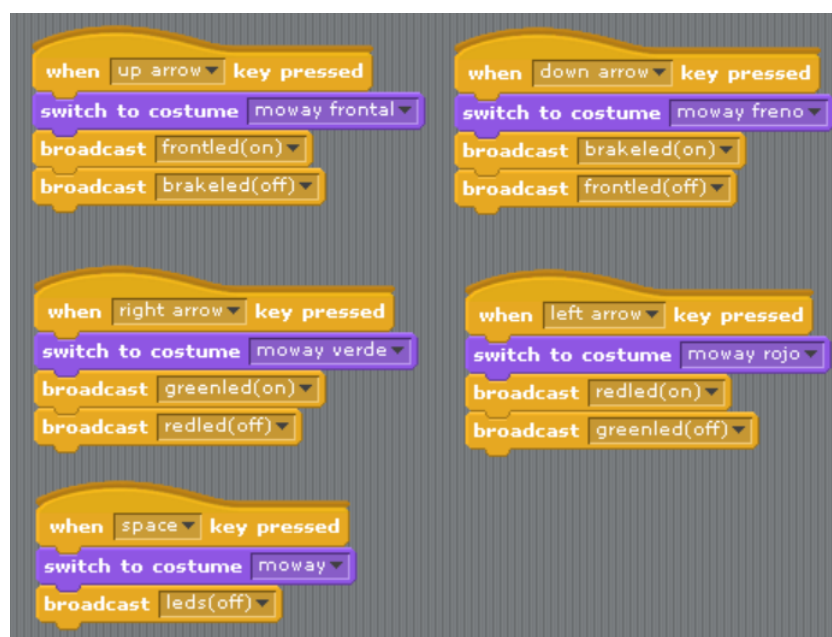 when up arrow key pressed
switch to costume moway frontal
broadcast frontled(on)
broadcast brakeled(off)
when down arrow key pressed
switch to costume moway freno
broadcast brakeled(on)
broadcast frontled(off)
when right arrow key pressed
switch to costume moway verde
broadcast greenled(on)
broadcast redled(off)
when left arrow key pressed
switch to costume moway rojo
broadcast redled(on)
broadcast greenled(off)
when space key pressed
switch to costume moway
broadcast leds(off)